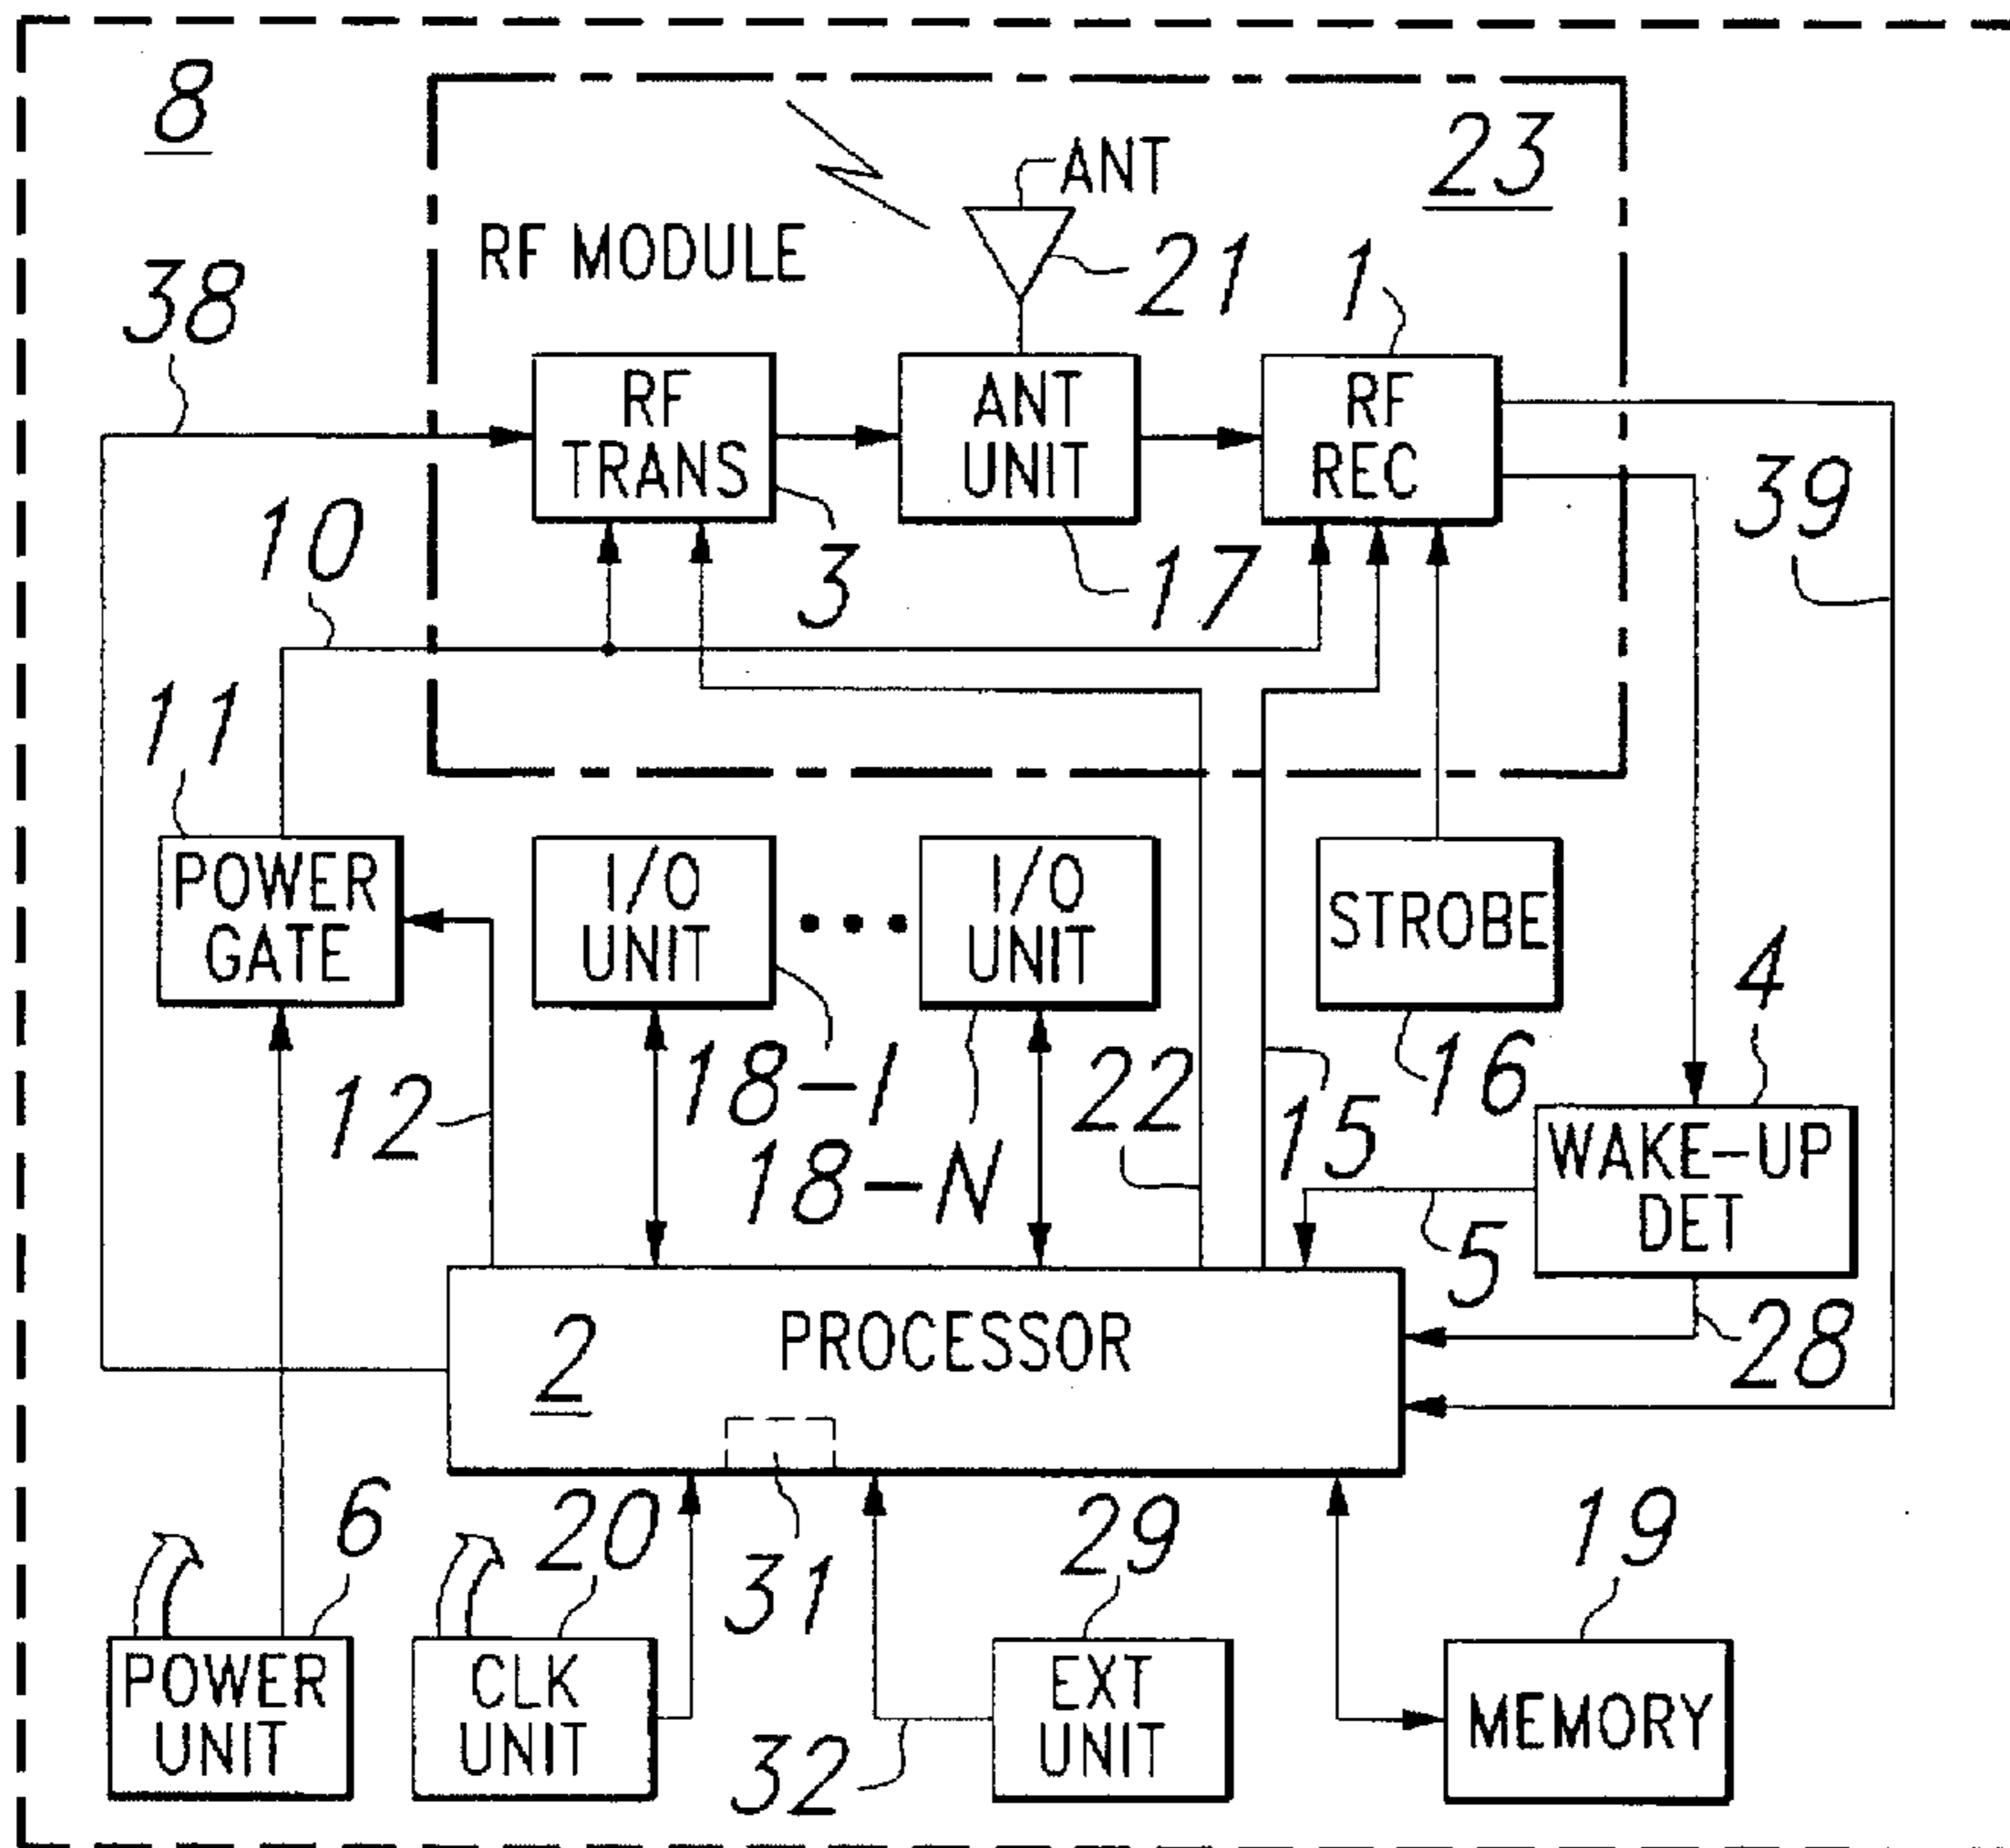 8
23
ANT
RF MODULE
21
1
38
RF
TRANS
ANT
UNIT
RF
REC
39
10
3
17
11
POWER
GATE
I/O
UNIT
I/O
UNIT
STROBE
4
12
18-1
18-N
22
15
16
WAKE-UP
DET
5
28
2
PROCESSOR
6
20
31
29
19
POWER
UNIT
CLK
UNIT
32
EXT
UNIT
MEMORY